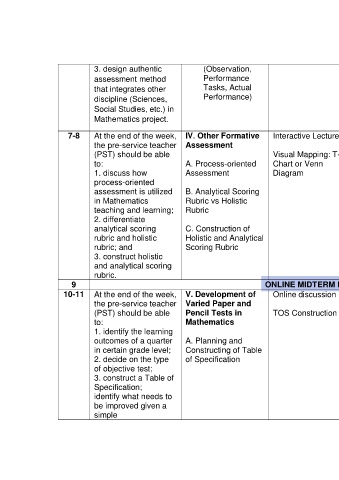 3. design authentic
assessment method
that integrates other
discipline (Sciences,
Social Studies, etc.) in
Mathematics project.
(Observation,
Performance
Tasks, Actual
Performance)
7-8
At the end of the week,
the pre-service teacher
(PST) should be able
to:
1. discuss how
process-oriented
assessment is utilized
in Mathematics
teaching and learning;
2. differentiate
analytical scoring
rubric and holistic
rubric; and
3. construct holistic
and analytical scoring
rubric.
IV. Other Formative
Assessment
A. Process-oriented
Assessment
B. Analytical Scoring
Rubric vs Holistic
Rubric
C. Construction of
Holistic and Analytical
Scoring Rubric
Interactive Lecture
Visual Mapping: T-
Chart or Venn
Diagram
9
ONLINE MIDTERM
10-11
At the end of the week,
the pre-service teacher
(PST) should be able
to:
1. identify the learning
outcomes of a quarter
in certain grade level;
2. decide on the type
of objective test;
3. construct a Table of
Specification;
identify what needs to
be improved given a
simple
V. Development of
Varied Paper and
Pencil Tests in
Mathematics
A. Planning and
Constructing of Table
of Specification
Online discussion
TOS Construction